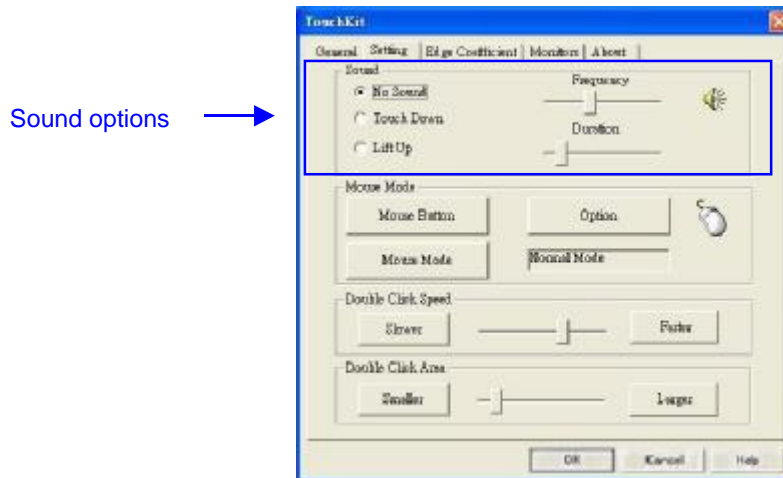 TouchKit
General Setting Edge Coefficient Monitors About
Sound options
Sound
No Sound
Touch Down
Lift Up
Frequency
Duration
Mouse Mode
Mouse Button
Option
Mouse Mode
Normal Mode
Double Click Speed
Slower
Faster
Double Click Area
Smaller
Larger
OK Cancel Help